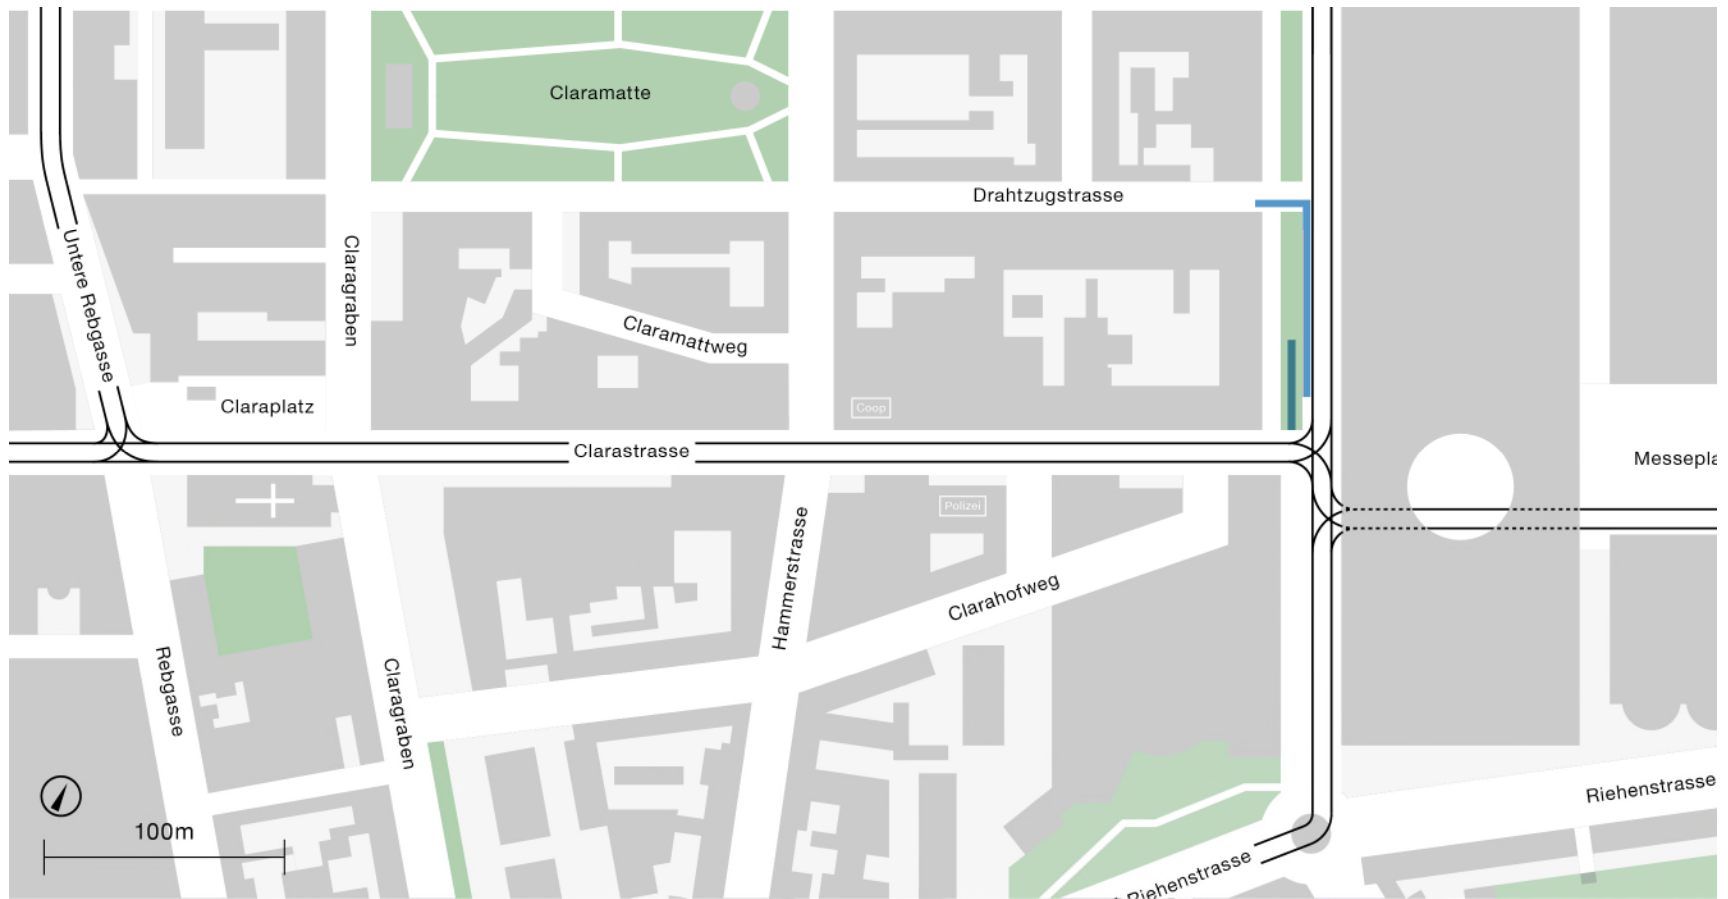 Claramatte
Drahtzugstrasse
Untere Rebgasse
Claragraben
Claramattweg
Claraplatz
Coop
Clarastrasse
Messepla
Polizei
Hammerstrasse
Clarahofweg
Rebgasse
Claragraben
Riehenstrasse
100m
Riehenstrasse